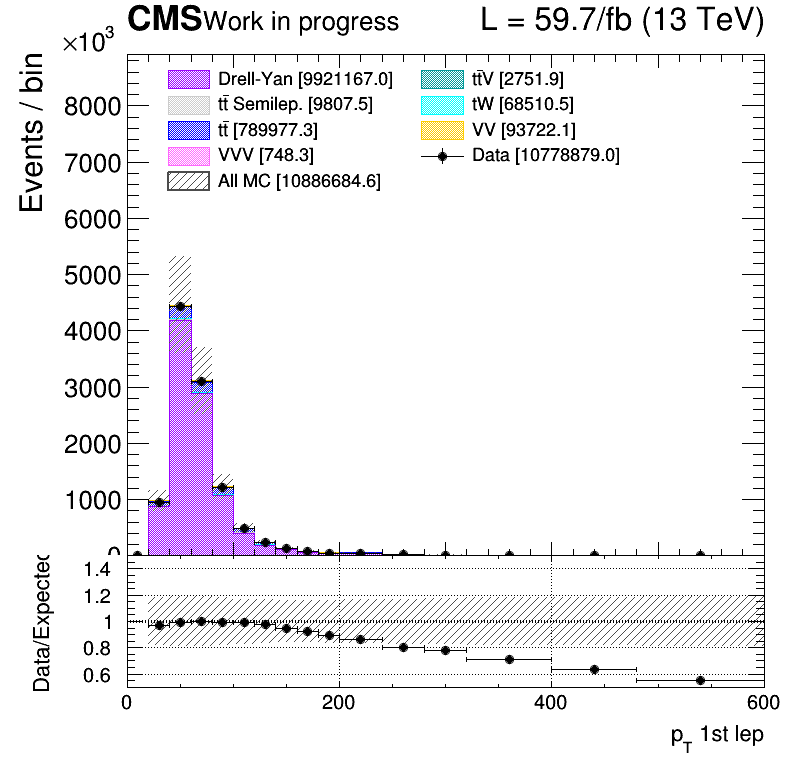 CMS Work in progress L = 59.7/fb (13 TeV)
×10³
Events / bin
Drell-Yan [9921167.0]
tt̄ Semilep. [9807.5]
tt̄ [789977.3]
VVV [748.3]
All MC [10886684.6]
tt̄V [2751.9]
tW [68510.5]
VV [93722.1]
Data [10778879.0]
8000
7000
6000
5000
4000
3000
2000
1000
0
Data/Expected
1.4
1.2
1
0.8
0.6
0 200 400 600
p_T 1st lep